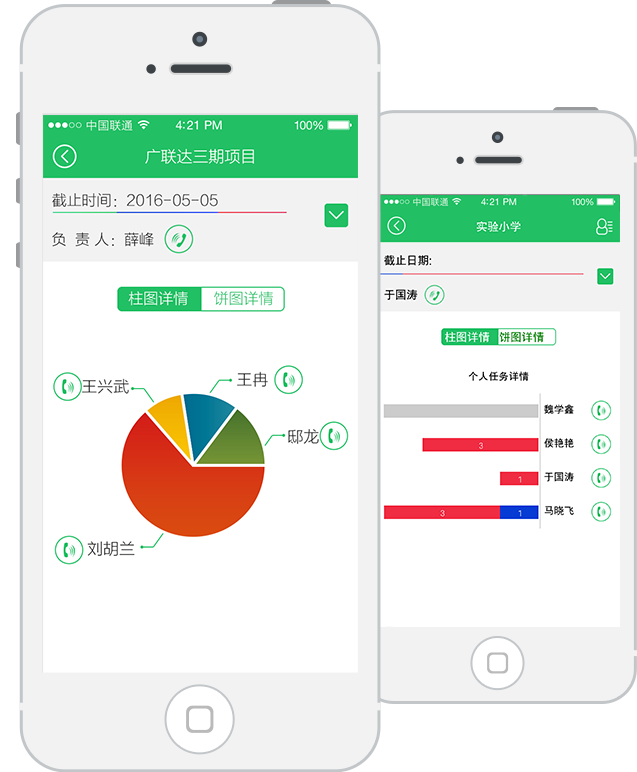 中国联通 4:21 PM 100%
广联达三期项目
截止时间: 2016-05-05
负 责 人: 薛峰
柱图详情 饼图详情
王兴武
王冉
邸龙
刘胡兰
中国联通 4:21 PM 100%
实验小学
截止日期:
于国涛
柱图详情 饼图详情
个人任务详情
魏学鑫
3 侯艳艳
1 于国涛
3 1 马晓飞